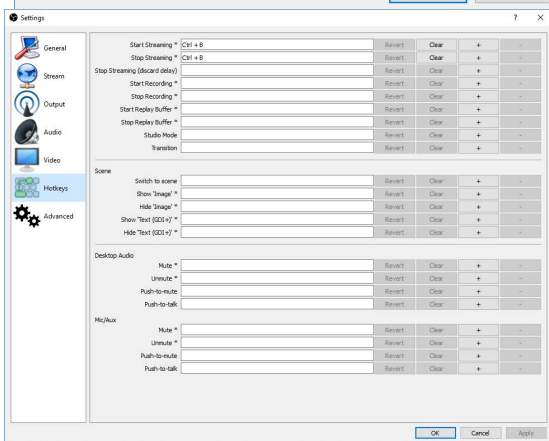 Settings ? X
General
Stream
Output
Audio
Video
Hotkeys
Advanced
Start Streaming * Ctrl + B Revert Clear + -
Stop Streaming * Ctrl + B Revert Clear + -
Stop Streaming (discard delay) Revert Clear + -
Start Recording * Revert Clear + -
Stop Recording * Revert Clear + -
Start Replay Buffer * Revert Clear + -
Stop Replay Buffer * Revert Clear + -
Studio Mode Revert Clear + -
Transition Revert Clear + -
Scene
Switch to scene Revert Clear + -
Show 'Image' * Revert Clear + -
Hide 'Image' * Revert Clear + -
Show 'Text (GDI+)' * Revert Clear + -
Hide 'Text (GDI+)' * Revert Clear + -
Desktop Audio
Mute * Revert Clear + -
Unmute * Revert Clear + -
Push-to-mute Revert Clear + -
Push-to-talk Revert Clear + -
Mic/Aux
Mute * Revert Clear + -
Unmute * Revert Clear + -
Push-to-mute Revert Clear + -
Push-to-talk Revert Clear + -
OK Cancel Apply